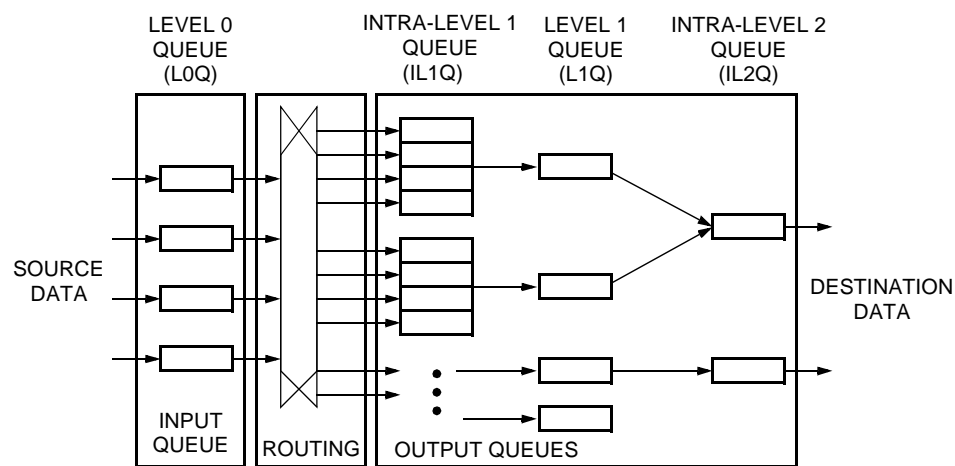 LEVEL 0
QUEUE
(L0Q)
INTRA-LEVEL 1
QUEUE
(IL1Q)
LEVEL 1
QUEUE
(L1Q)
INTRA-LEVEL 2
QUEUE
(IL2Q)
SOURCE
DATA
DESTINATION
DATA
INPUT
QUEUE
ROUTING
OUTPUT QUEUES